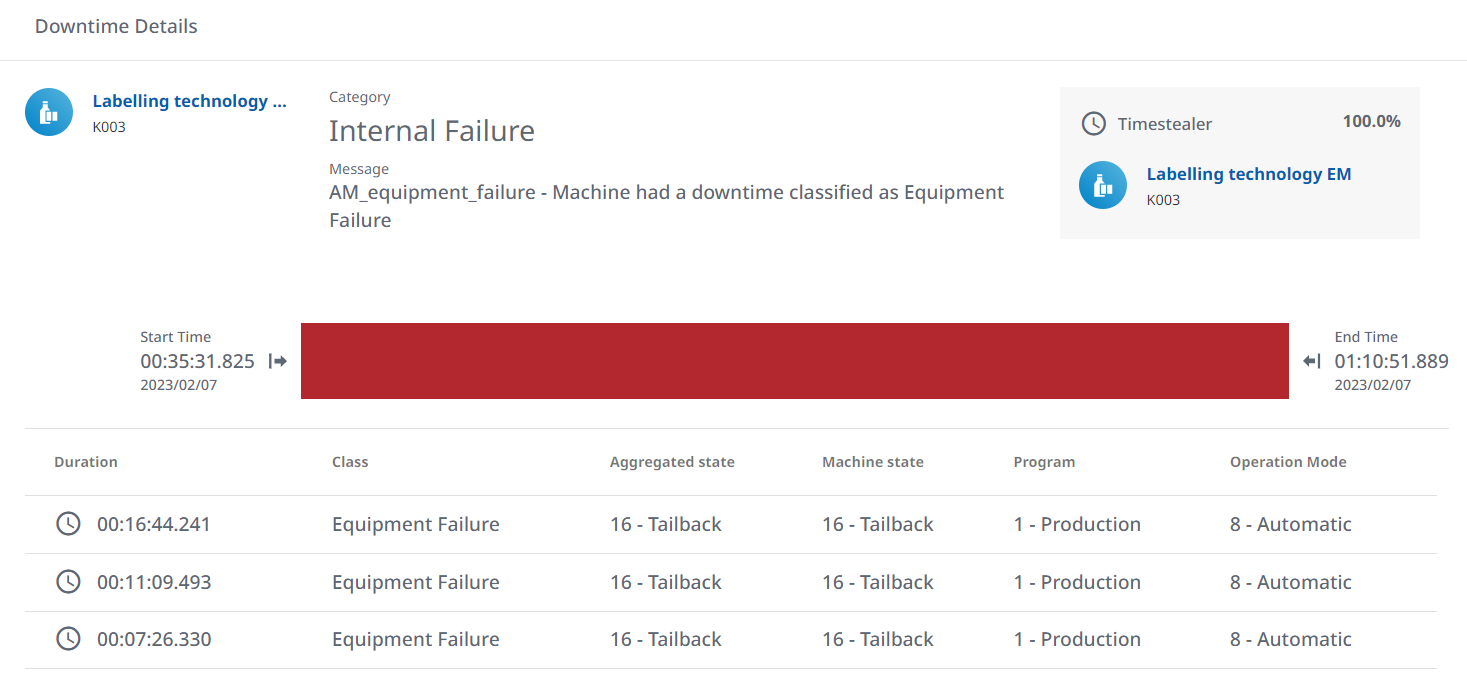 Downtime Details
Labelling technology ...
K003
Category
Internal Failure
Message
AM_equipment_failure - Machine had a downtime classified as Equipment
Failure
Timestealer
100.0%
Labelling technology EM
K003
Start Time
00:35:31.825
2023/02/07
End Time
01:10:51.889
2023/02/07
Duration Class Aggregated state Machine state Program Operation Mode
00:16:44.241 Equipment Failure 16 - Tailback 16 - Tailback 1 - Production 8 - Automatic
00:11:09.493 Equipment Failure 16 - Tailback 16 - Tailback 1 - Production 8 - Automatic
00:07:26.330 Equipment Failure 16 - Tailback 16 - Tailback 1 - Production 8 - Automatic